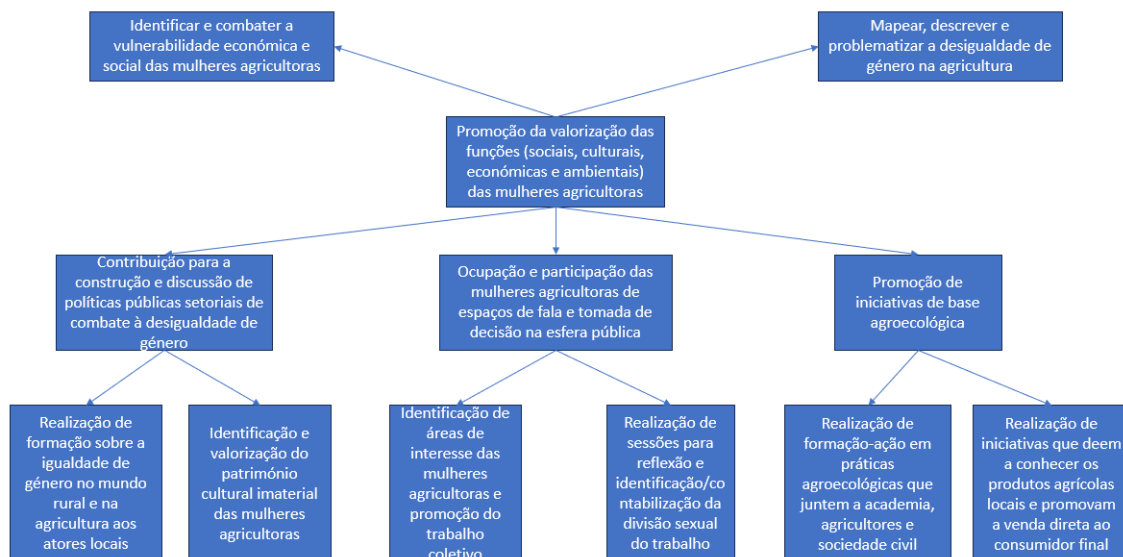 Identificar e combater a
vulnerabilidade económica e
social das mulheres agricultoras
Mapear, descrever e
problematizar a desigualdade de
género na agricultura
Promoção da valorização das
funções (sociais, culturais,
económicas e ambientais)
das mulheres agricultoras
Contribuição para a
construção e discussão de
políticas públicas setoriais de
combate à desigualdade de
género
Ocupação e participação das
mulheres agricultoras de
espaços de fala e tomada de
decisão na esfera pública
Promoção de
iniciativas de base
agroecológica
Realização de
formação sobre a
igualdade de
género no mundo
rural e na
agricultura aos
atores locais
Identificação e
valorização do
património
cultural imaterial
das mulheres
agricultoras
Identificação de
áreas de
interesse das
mulheres
agricultoras e
promoção do
trabalho
coletivo
Realização de
sessões para
reflexão e
identificação/co
ntabilização da
divisão sexual
do trabalho
Realização de
formação-ação em
práticas
agroecológicas que
juntem a academia,
agricultores e
sociedade civil
Realização de
iniciativas que deem
a conhecer os
produtos agrícolas
locais e promovam
a venda direta ao
consumidor final